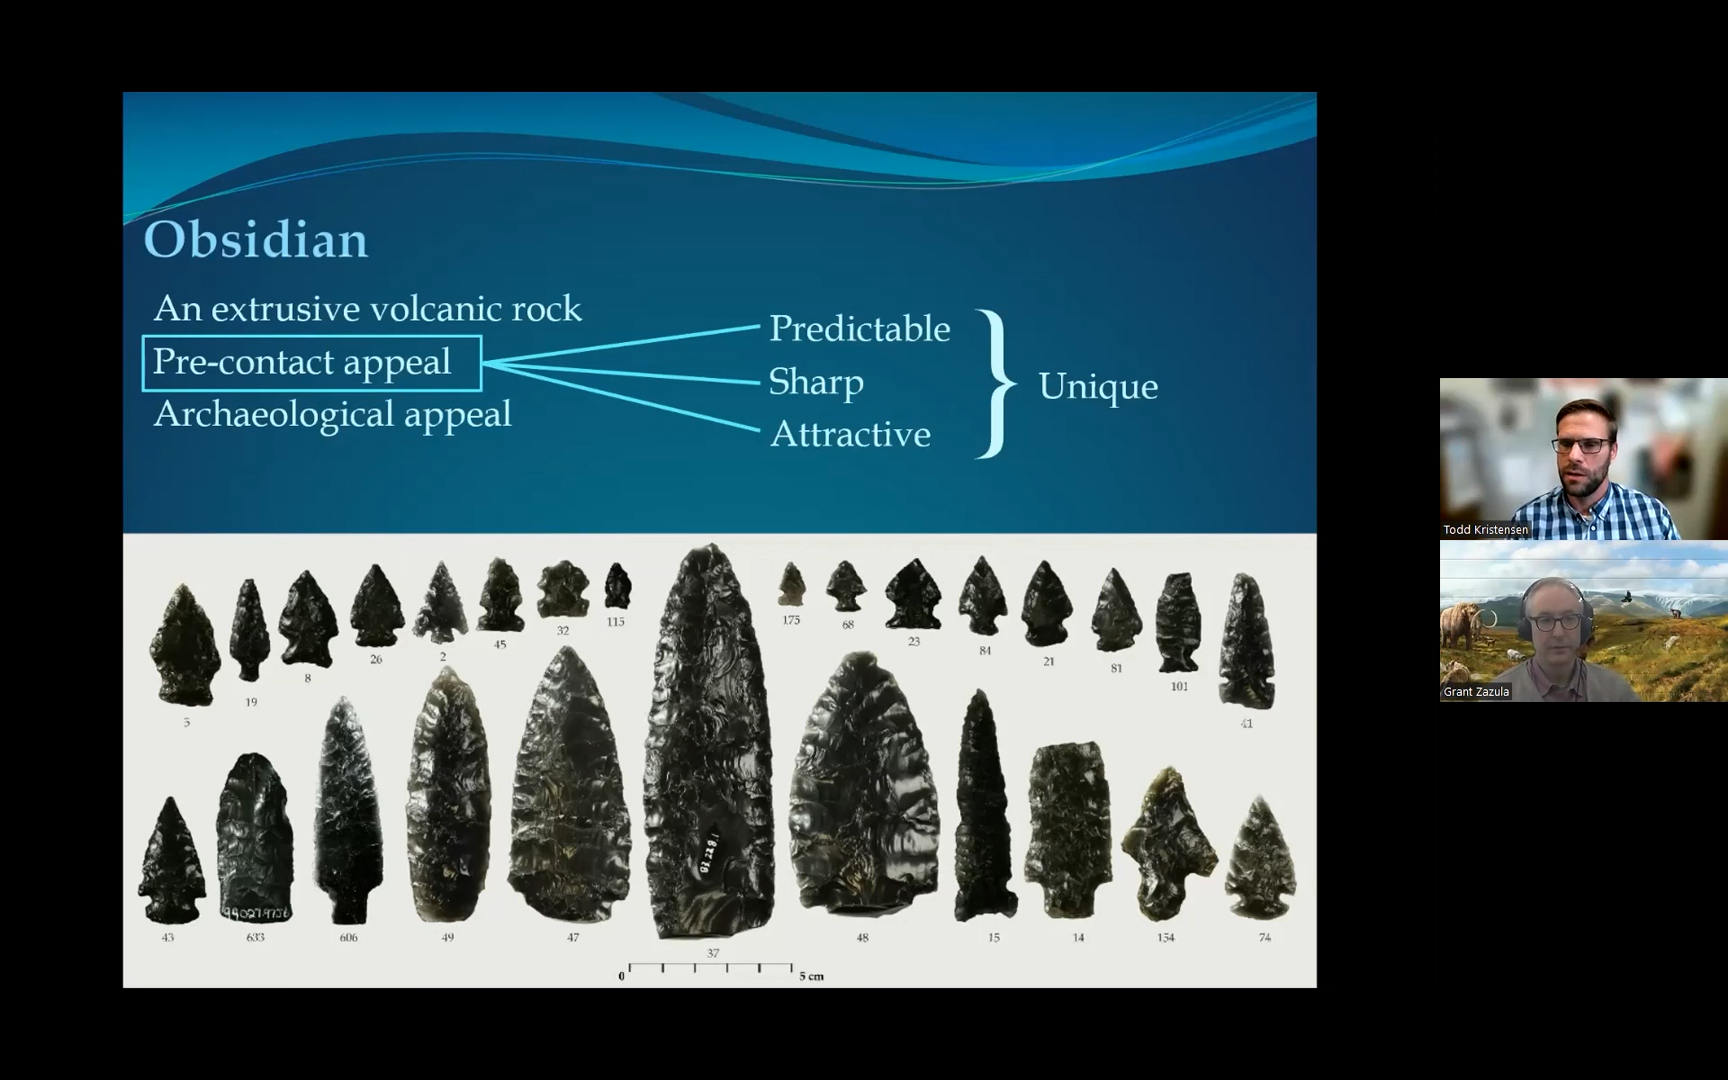 Obsidian
An extrusive volcanic rock
Pre-contact appeal
Archaeological appeal
Predictable
Sharp
Attractive
Unique
5
19
8
26
2
45
32
115
175
68
23
84
21
81
101
41
43
633
606
49
47
37
48
15
14
134
74
0 5 cm
Todd Kristensen
Grant Zazula